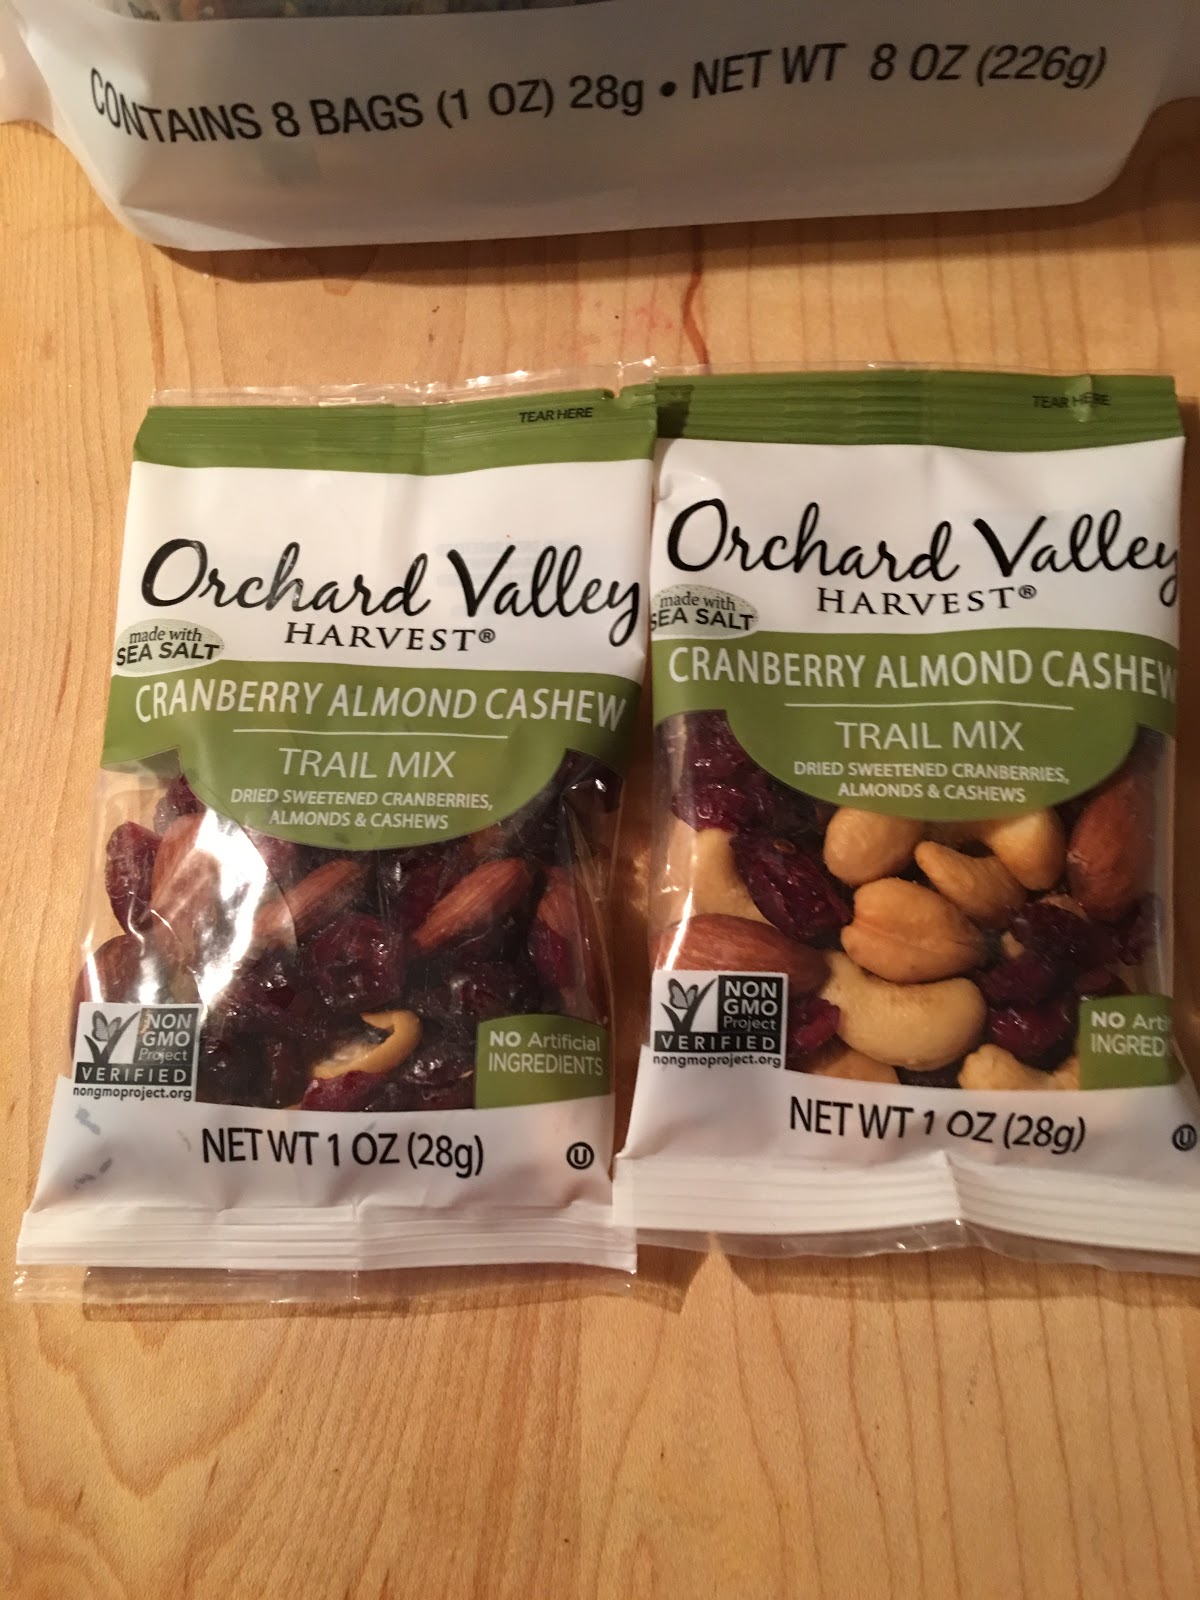 CONTAINS 8 BAGS (1 OZ) 28g • NET WT 8 OZ (226g)
TEAR HERE
Orchard Valley
HARVEST®
made with
SEA SALT
CRANBERRY ALMOND CASHEW
TRAIL MIX
DRIED SWEETENED CRANBERRIES,
ALMONDS & CASHEWS
NON
GMO
Project
VERIFIED
nongmoproject.org
NO Artificial
INGREDIENTS
NET WT 1 OZ (28g)
U
TEAR HERE
Orchard Valley
HARVEST®
made with
SEA SALT
CRANBERRY ALMOND CASHEW
TRAIL MIX
DRIED SWEETENED CRANBERRIES,
ALMONDS & CASHEWS
NON
GMO
Project
VERIFIED
nongmoproject.org
NO Arti
INGRED
NET WT 1 OZ (28g)
U